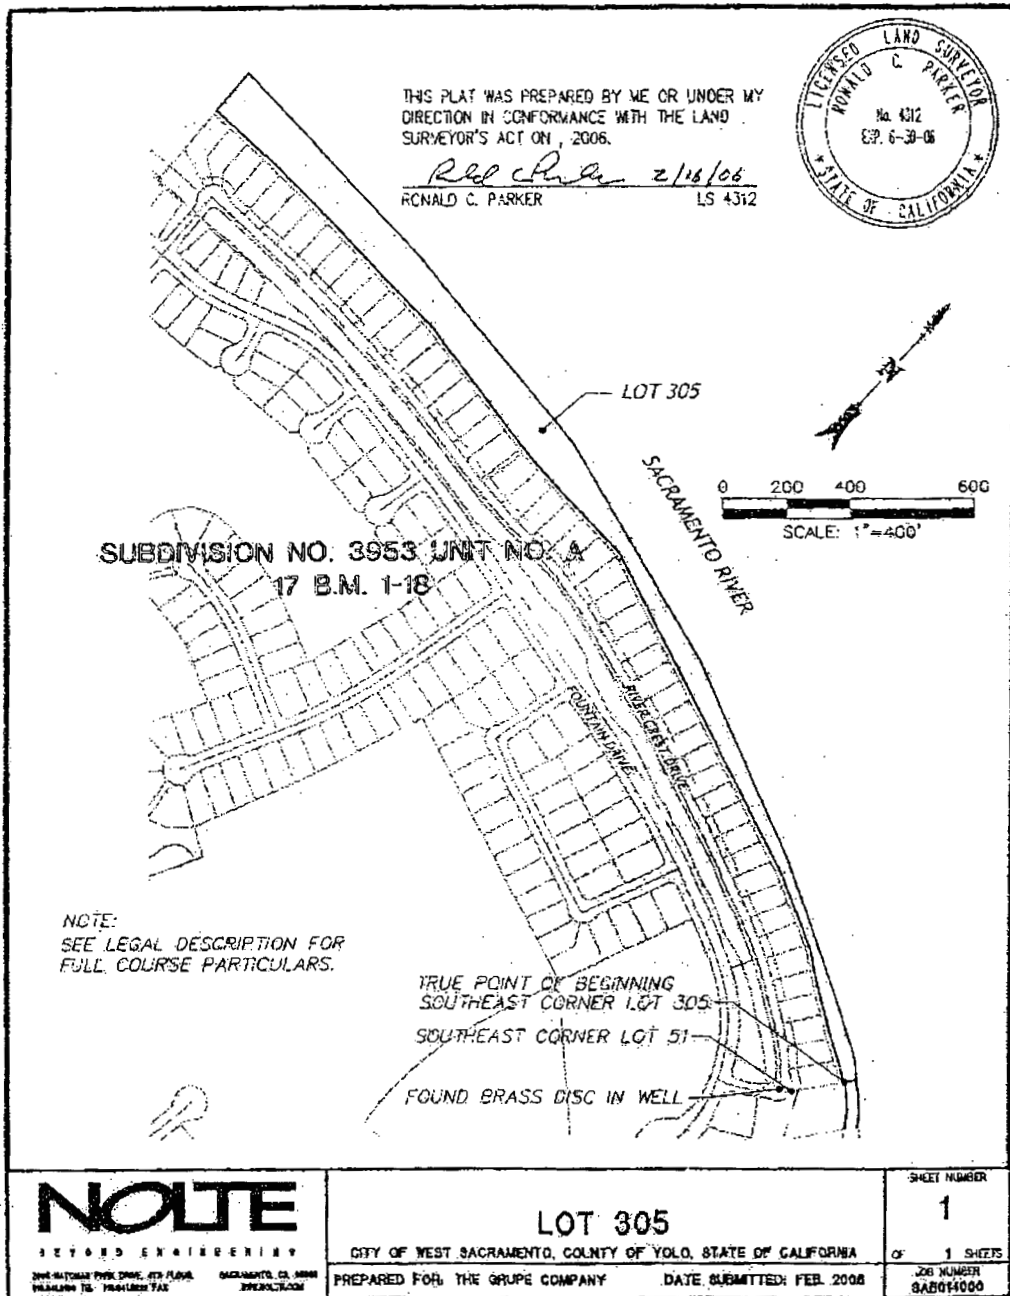 THIS PLAT WAS PREPARED BY ME OR UNDER MY
DIRECTION IN CONFORMANCE WITH THE LAND
SURVEYOR'S ACT ON , 2006.
2/16/06
RONALD C. PARKER LS 4312
LICENSED LAND SURVEYOR
RONALD C. PARKER
No. 4312
EXP. 6-30-06
STATE OF CALIFORNIA
LOT 305
SACRAMENTO RIVER
0 200 400 600
SCALE: 1"=400'
SUBDIVISION NO. 3953 UNIT NO. A
17 B.M. 1-18
FOUNTAIN DRIVE
RIVER CREST DRIVE
NOTE:
SEE LEGAL DESCRIPTION FOR
FULL COURSE PARTICULARS.
TRUE POINT OF BEGINNING
SOUTHEAST CORNER LOT 305
SOUTHEAST CORNER LOT 51
FOUND BRASS DISC IN WELL
NOLTE
BEYOND ENGINEERING
LOT 305
CITY OF WEST SACRAMENTO, COUNTY OF YOLO, STATE OF CALIFORNIA
PREPARED FOR: THE GRUPE COMPANY DATE SUBMITTED: FEB. 2006
SHEET NUMBER
1
OF 1 SHEETS
JOB NUMBER